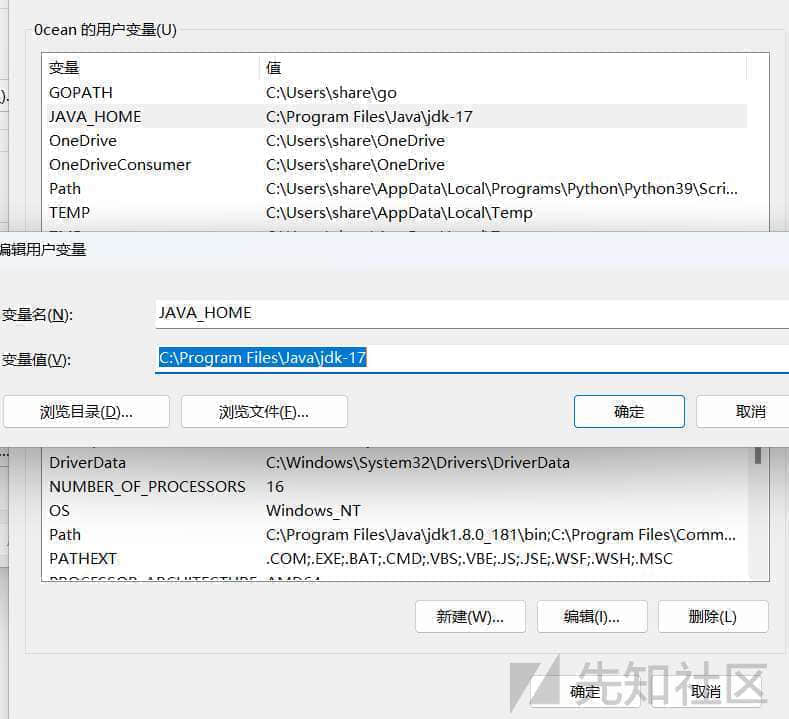 Ocean 的用户变量(U)
变量 值
GOPATH C:\Users\share\go
JAVA_HOME C:\Program Files\Java\jdk-17
OneDrive C:\Users\share\OneDrive
OneDriveConsumer C:\Users\share\OneDrive
Path C:\Users\share\AppData\Local\Programs\Python\Python39\Scri...
TEMP C:\Users\share\AppData\Local\Temp
编辑用户变量
变量名(N): JAVA_HOME
变量值(V): C:\Program Files\Java\jdk-17
浏览目录(D)... 浏览文件(F)... 确定 取消
DriverData C:\Windows\System32\Drivers\DriverData
NUMBER_OF_PROCESSORS 16
OS Windows_NT
Path C:\Program Files\Java\jdk1.8.0_181\bin;C:\Program Files\Comm...
PATHEXT .COM;.EXE;.BAT;.CMD;.VBS;.VBE;.JS;.JSE;.WSF;.WSH;.MSC
PROCESSOR_ARCHITECTURE AMD64
新建(W)... 编辑(I)... 删除(L)
确定 取消
先知社区